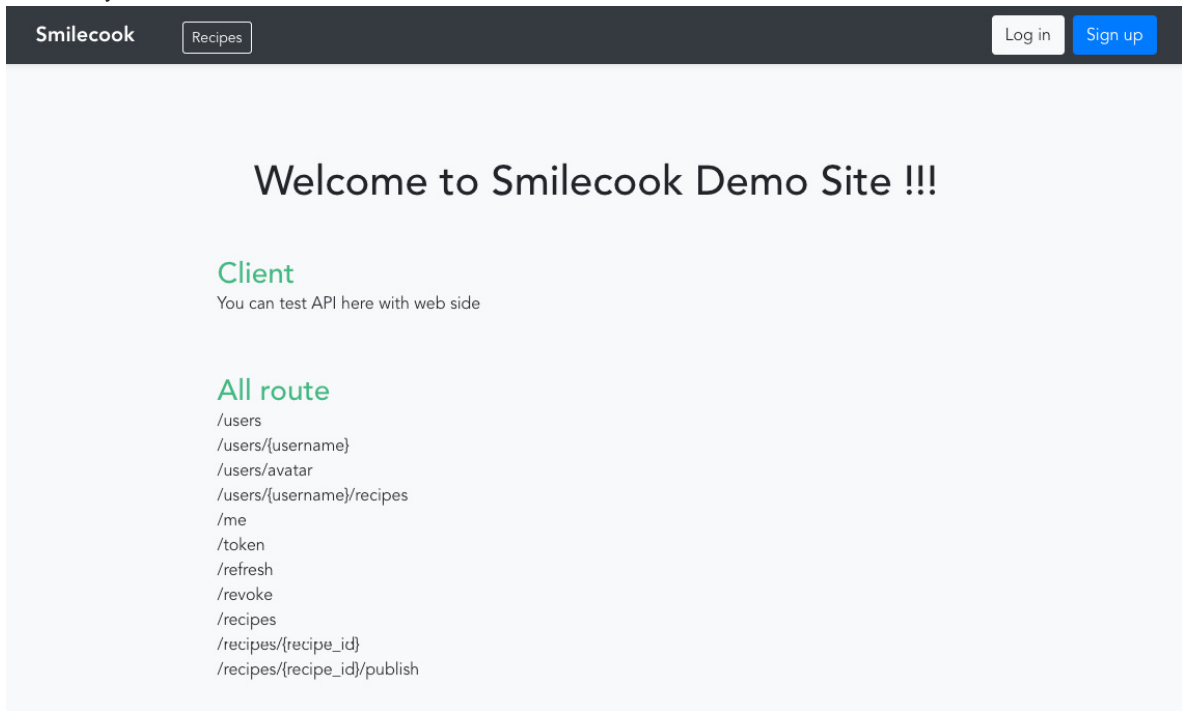 Smilecook
Recipes
Log in
Sign up
Welcome to Smilecook Demo Site !!!
Client
You can test API here with web side
All route
/users
/users/{username}
/users/avatar
/users/{username}/recipes
/me
/token
/refresh
/revoke
/recipes
/recipes/{recipe_id}
/recipes/{recipe_id}/publish